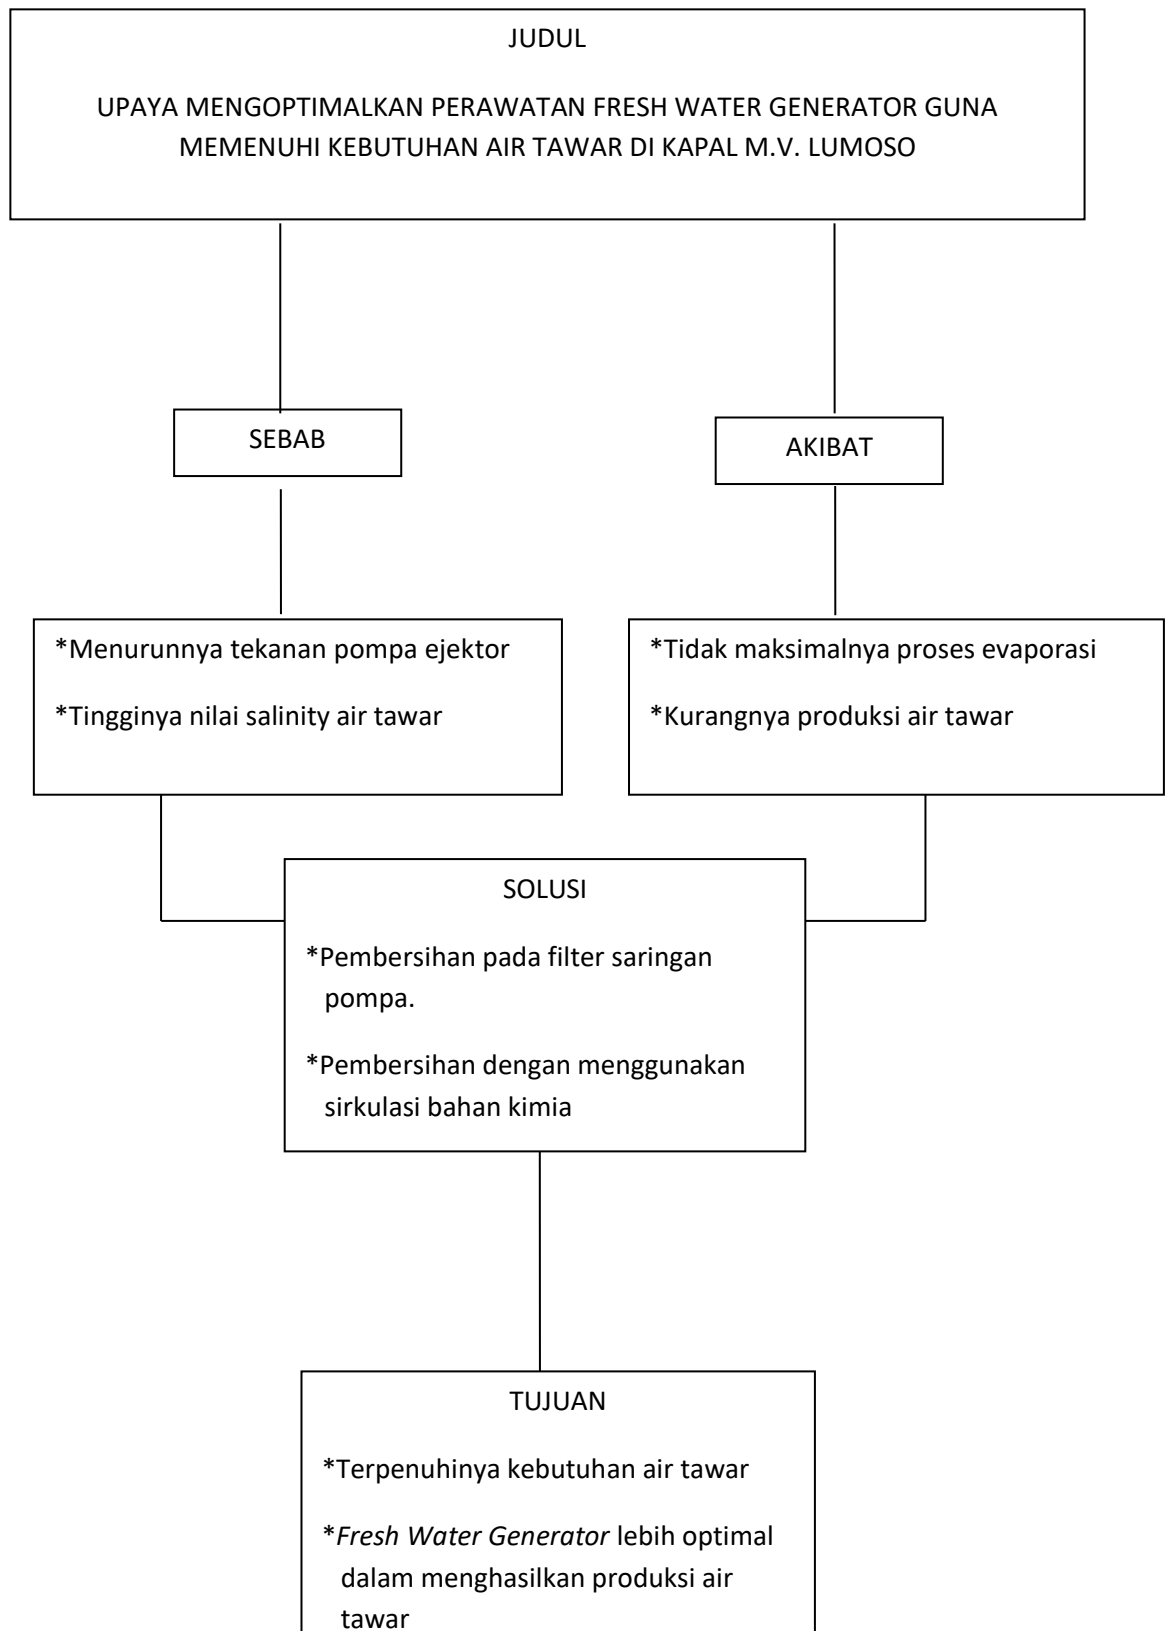 JUDUL
UPAYA MENGOPTIMALKAN PERAWATAN FRESH WATER GENERATOR GUNA
MEMENUHI KEBUTUHAN AIR TAWAR DI KAPAL M.V. LUMOSO
SEBAB
AKIBAT
*Menurunnya tekanan pompa ejektor
*Tingginya nilai salinity air tawar
*Tidak maksimalnya proses evaporasi
*Kurangnya produksi air tawar
SOLUSI
*Pembersihan pada filter saringan
pompa.
*Pembersihan dengan menggunakan
sirkulasi bahan kimia
TUJUAN
*Terpenuhinya kebutuhan air tawar
*Fresh Water Generator lebih optimal
dalam menghasilkan produksi air
tawar